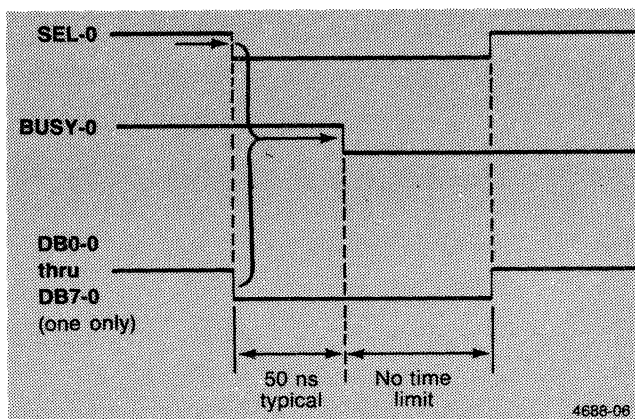 SEL-0
BUSY-0
DB0-0
thru
DB7-0
(one only)
50 ns
typical
No time
limit
4688-06